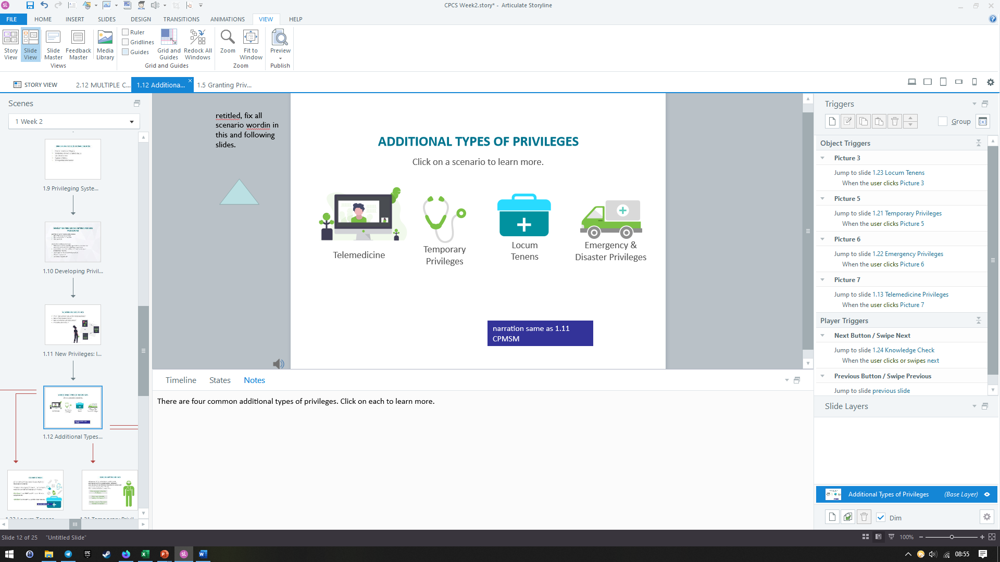 CPCS Week2.story* - Articulate Storyline
FILE HOME INSERT SLIDES DESIGN TRANSITIONS ANIMATIONS VIEW HELP
Story View
Slide View
Slide Master
Feedback Master
Media Library
Views
Ruler
Gridlines
Guides
Grid and Guides
Redock All Windows
Grid and Guides
Zoom
Fit to Window
Zoom
Preview
Publish
STORY VIEW
2.12 MULTIPLE C...
1.12 Additiona...
1.5 Granting Priv...
Scenes
1 Week 2
1.9 Privileging Syste...
1.10 Developing Privil...
1.11 New Privileges: I...
1.12 Additional Types...
retitled, fix all
scenario wordin in
this and following
slides.
ADDITIONAL TYPES OF PRIVILEGES
Click on a scenario to learn more.
Telemedicine
Temporary
Privileges
Locum
Tenens
Emergency &
Disaster Privileges
narration same as 1.11
CPMSM
Timeline States Notes
There are four common additional types of privileges. Click on each to learn more.
Triggers
Group
Object Triggers
Picture 3
Jump to slide 1.23 Locum Tenens
When the user clicks Picture 3
Picture 5
Jump to slide 1.21 Temporary Privileges
When the user clicks Picture 5
Picture 6
Jump to slide 1.22 Emergency Privileges
When the user clicks Picture 6
Picture 7
Jump to slide 1.13 Telemedicine Privileges
When the user clicks Picture 7
Player Triggers
Next Button / Swipe Next
Jump to slide 1.24 Knowledge Check
When the user clicks or swipes next
Previous Button / Swipe Previous
Jump to slide previous slide
Slide Layers
Additional Types of Privileges (Base Layer)
Dim
Slide 12 of 25 "Untitled Slide"
100%
08:55